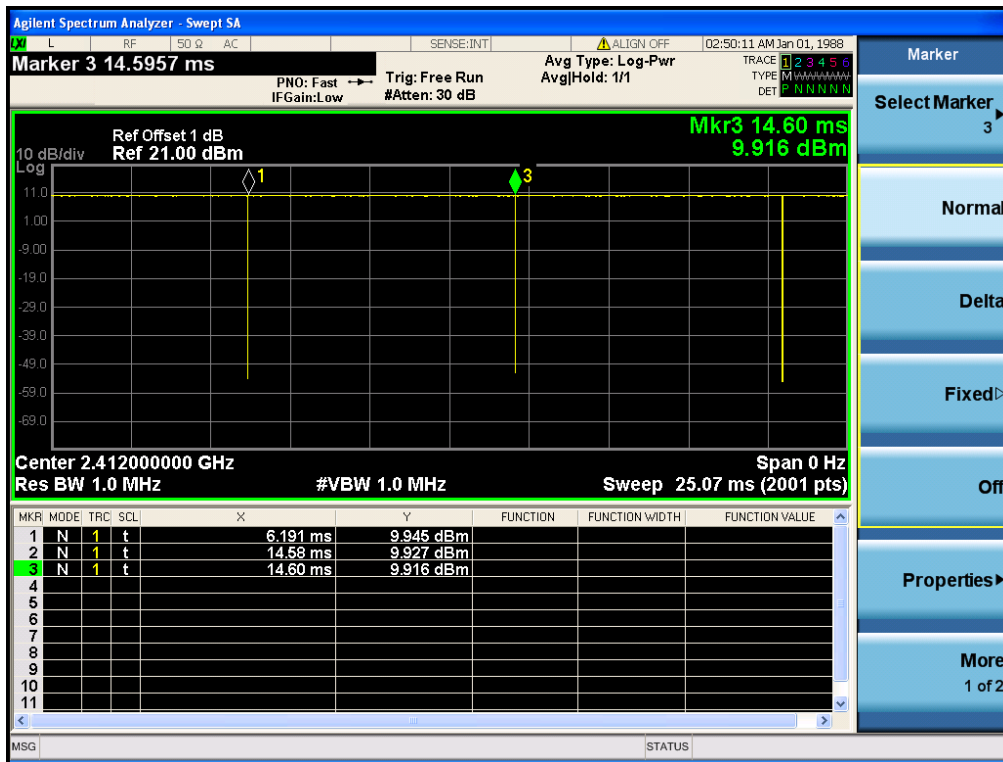 Agilent Spectrum Analyzer - Swept SA
LXI L RF 50 Ω AC SENSE:INT ALIGN OFF 02:50:11 AM Jan 01, 1988
Marker 3 14.5957 ms
PNO: Fast
IFGain:Low
Trig: Free Run
#Atten: 30 dB
Avg Type: Log-Pwr
Avg|Hold: 1/1
TRACE 1 2 3 4 5 6
TYPE M WWWWW
DET P N N N N N
Ref Offset 1 dB
10 dB/div Ref 21.00 dBm
Log
Mkr3 14.60 ms
9.916 dBm
1
3
11.0
1.00
-9.00
-19.0
-29.0
-39.0
-49.0
-59.0
-69.0
Center 2.412000000 GHz Span 0 Hz
Res BW 1.0 MHz #VBW 1.0 MHz Sweep 25.07 ms (2001 pts)
MKR MODE TRC SCL X Y FUNCTION FUNCTION WIDTH FUNCTION VALUE
1 N 1 t 6.191 ms 9.945 dBm
2 N 1 t 14.58 ms 9.927 dBm
3 N 1 t 14.60 ms 9.916 dBm
4
5
6
7
8
9
10
11
MSG STATUS
Marker
Select Marker
3
Normal
Delta
Fixed
Off
Properties
More
1 of 2